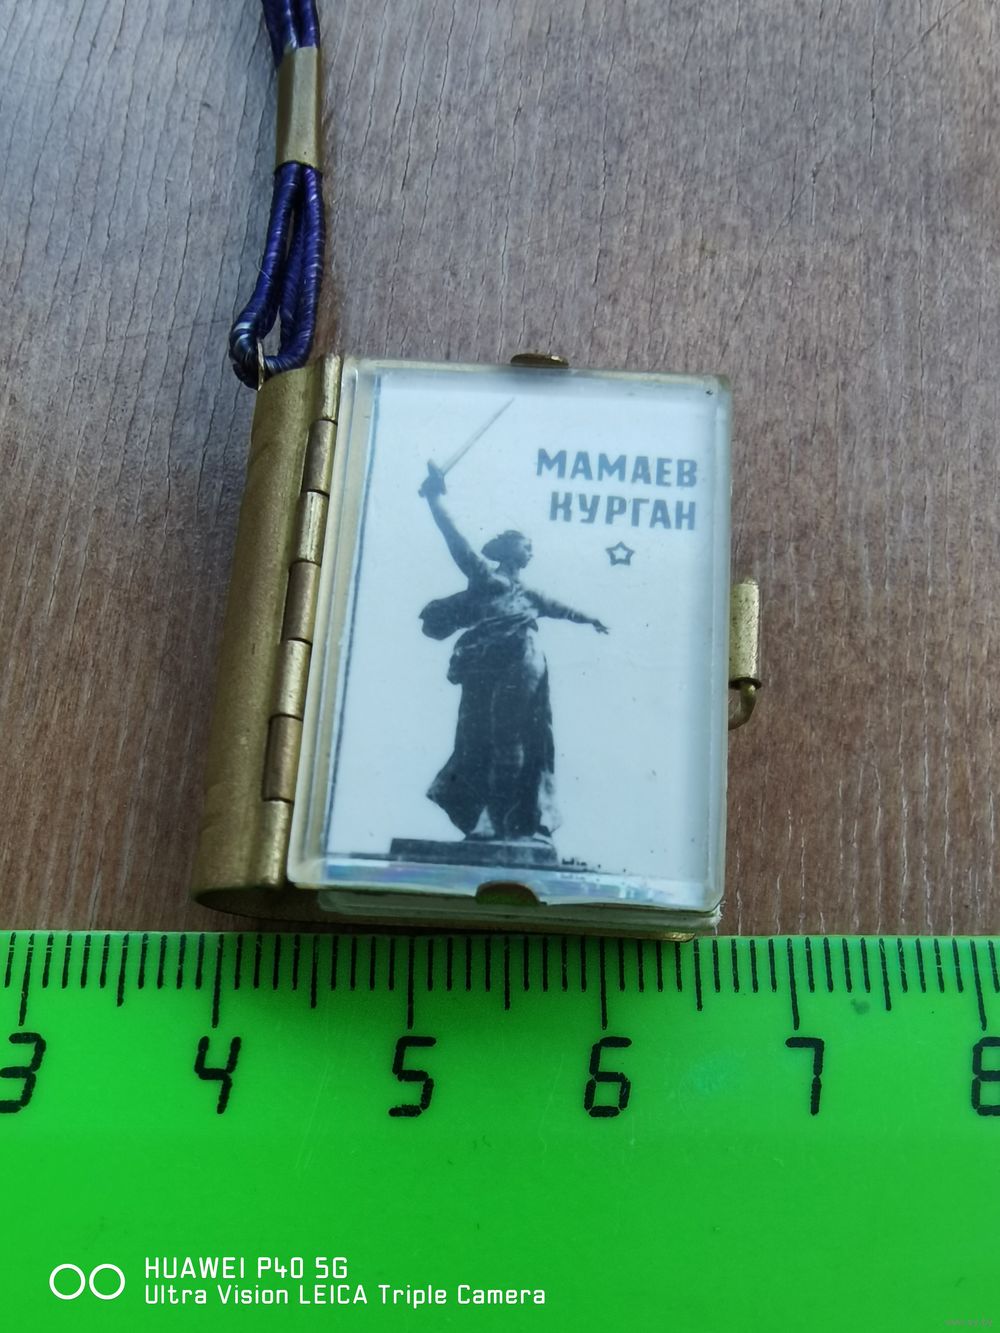 МАМАЕВ
КУРГАН
3 4 5 6 7 8
HUAWEI P40 5G
Ultra Vision LEICA Triple Camera